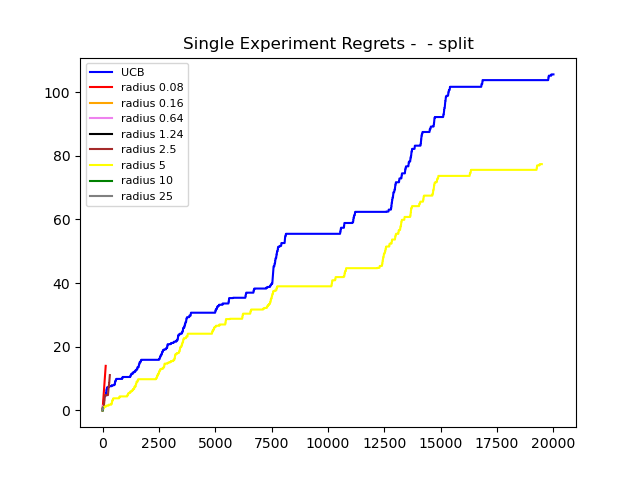 Single Experiment Regrets -  - split
UCB
radius 0.08
radius 0.16
radius 0.64
radius 1.24
radius 2.5
radius 5
radius 10
radius 25
100
80
60
40
20
0
0 2500 5000 7500 10000 12500 15000 17500 20000